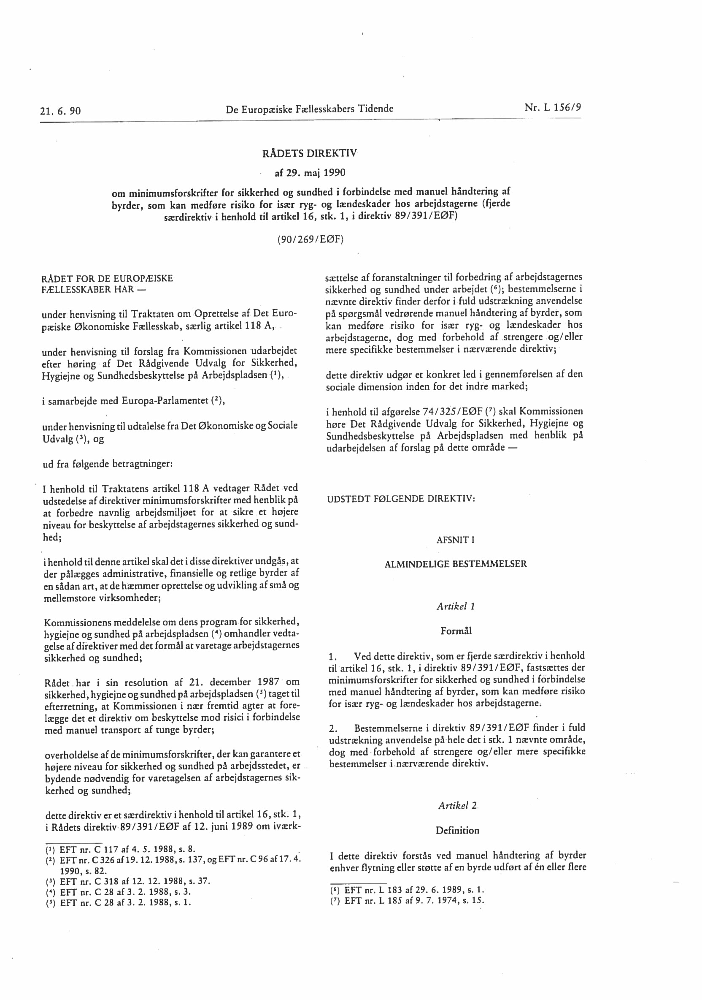 21. 6. 90
De Europæiske Fællesskabers Tidende
Nr. L 156/9
RÅDETS DIREKTIV
af 29. maj 1990
om minimumsforskrifter for sikkerhed og sundhed i forbindelse med manuel håndtering af
byrder, som kan medføre risiko for især ryg- og lændeskader hos arbejdstagerne (fjerde
særdirektiv i henhold til artikel 16, stk. 1, i direktiv 89/391/EØF)
(90/269/EØF)
RÅDET FOR DE EUROPÆISKE
FÆLLESSKABER HAR —
under henvisning til Traktaten om Oprettelse af Det Euro-
pæiske Økonomiske Fællesskab, særlig artikel 118 A,
under henvisning til forslag fra Kommissionen udarbejdet
efter høring af Det Rådgivende Udvalg for Sikkerhed,
Hygiejne og Sundhedsbeskyttelse på Arbejdspladsen (¹),
i samarbejde med Europa-Parlamentet (²),
under henvisning til udtalelse fra Det Økonomiske og Sociale
Udvalg (³), og
ud fra følgende betragtninger:
I henhold til Traktatens artikel 118 A vedtager Rådet ved
udstedelse af direktiver minimumsforskrifter med henblik på
at forbedre navnlig arbejdsmiljøet for at sikre et højere
niveau for beskyttelse af arbejdstagernes sikkerhed og sund-
hed;
i henhold til denne artikel skal det i disse direktiver undgås, at
der pålægges administrative, finansielle og retlige byrder af
en sådan art, at de hæmmer oprettelse og udvikling af små og
mellemstore virksomheder;
Kommissionens meddelelse om dens program for sikkerhed,
hygiejne og sundhed på arbejdspladsen (⁴) omhandler vedta-
gelse af direktiver med det formål at varetage arbejdstagernes
sikkerhed og sundhed;
Rådet har i sin resolution af 21. december 1987 om
sikkerhed, hygiejne og sundhed på arbejdspladsen (⁵) taget til
efterretning, at Kommissionen i nær fremtid agter at fore-
lægge det et direktiv om beskyttelse mod risici i forbindelse
med manuel transport af tunge byrder;
overholdelse af de minimumsforskrifter, der kan garantere et
højere niveau for sikkerhed og sundhed på arbejdsstedet, er
bydende nødvendig for varetagelsen af arbejdstagernes sik-
kerhed og sundhed;
dette direktiv er et særdirektiv i henhold til artikel 16, stk. 1,
i Rådets direktiv 89/391/EØF af 12. juni 1989 om iværk-
(¹) EFT nr. C 117 af 4. 5. 1988, s. 8.
(²) EFT nr. C 326 af 19. 12. 1988, s. 137, og EFT nr. C 96 af 17. 4.
1990, s. 82.
(³) EFT nr. C 318 af 12. 12. 1988, s. 37.
(⁴) EFT nr. C 28 af 3. 2. 1988, s. 3.
(⁵) EFT nr. C 28 af 3. 2. 1988, s. 1.
sættelse af foranstaltninger til forbedring af arbejdstagernes
sikkerhed og sundhed under arbejdet (⁶); bestemmelserne i
nævnte direktiv finder derfor i fuld udstrækning anvendelse
på spørgsmål vedrørende manuel håndtering af byrder, som
kan medføre risiko for især ryg- og lændeskader hos
arbejdstagerne, dog med forbehold af strengere og/eller
mere specifikke bestemmelser i nærværende direktiv;
dette direktiv udgør et konkret led i gennemførelsen af den
sociale dimension inden for det indre marked;
i henhold til afgørelse 74/325/EØF (⁷) skal Kommissionen
høre Det Rådgivende Udvalg for Sikkerhed, Hygiejne og
Sundhedsbeskyttelse på Arbejdspladsen med henblik på
udarbejdelsen af forslag på dette område —
UDSTEDT FØLGENDE DIREKTIV:
AFSNIT I
ALMINDELIGE BESTEMMELSER
Artikel 1
Formål
1. Ved dette direktiv, som er fjerde særdirektiv i henhold
til artikel 16, stk. 1, i direktiv 89/391/EØF, fastsættes der
minimumsforskrifter for sikkerhed og sundhed i forbindelse
med manuel håndtering af byrder, som kan medføre risiko
for især ryg- og lændeskader hos arbejdstagerne.
2. Bestemmelserne i direktiv 89/391/EØF finder i fuld
udstrækning anvendelse på hele det i stk. 1 nævnte område,
dog med forbehold af strengere og/eller mere specifikke
bestemmelser i nærværende direktiv.
Artikel 2
Definition
I dette direktiv forstås ved manuel håndtering af byrder
enhver flytning eller støtte af en byrde udført af én eller flere
(⁶) EFT nr. L 183 af 29. 6. 1989, s. 1.
(⁷) EFT nr. L 185 af 9. 7. 1974, s. 15.